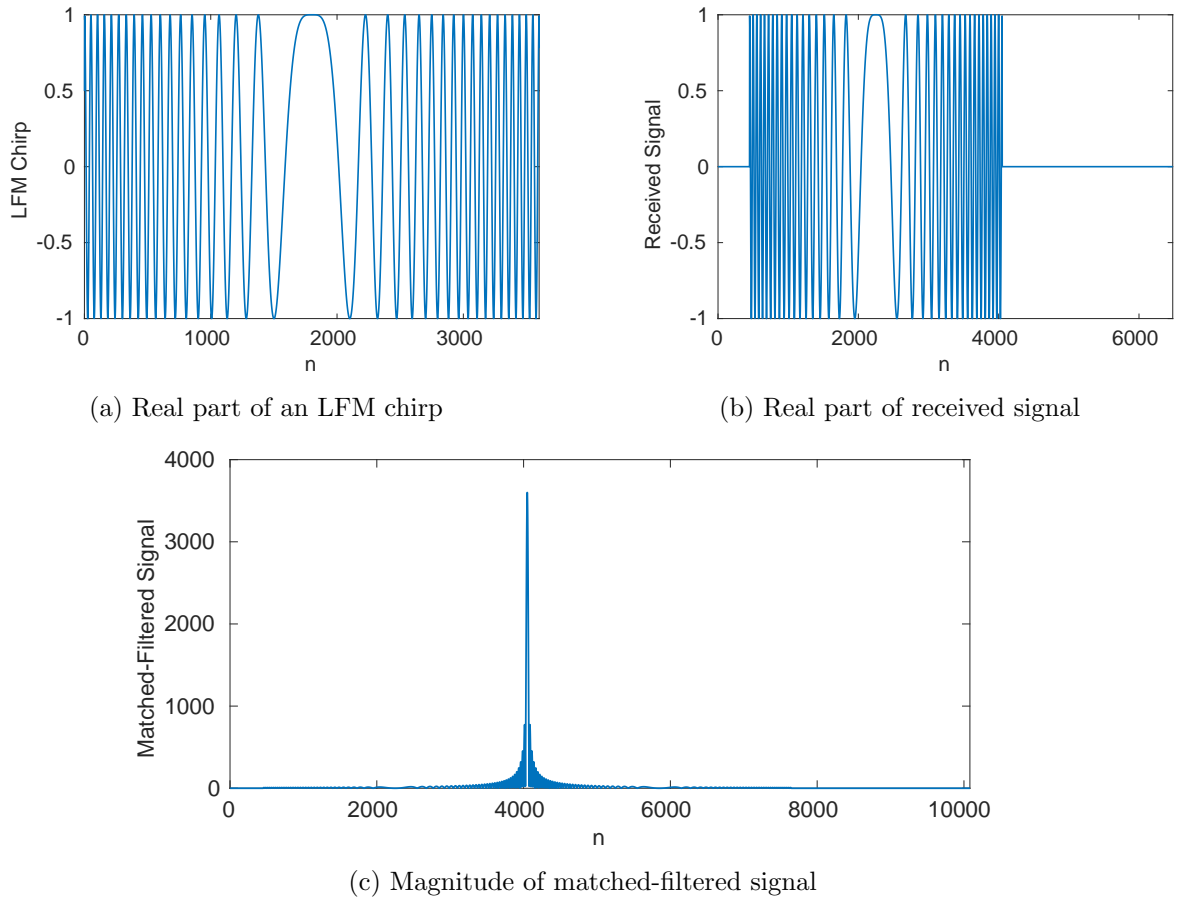 1
0.5
0
-0.5
-1
LFM Chirp
0 1000 2000 3000
n
(a) Real part of an LFM chirp
1
0.5
0
-0.5
-1
Received Signal
0 2000 4000 6000
n
(b) Real part of received signal
4000
3000
2000
1000
0
Matched-Filtered Signal
0 2000 4000 6000 8000 10000
n
(c) Magnitude of matched-filtered signal